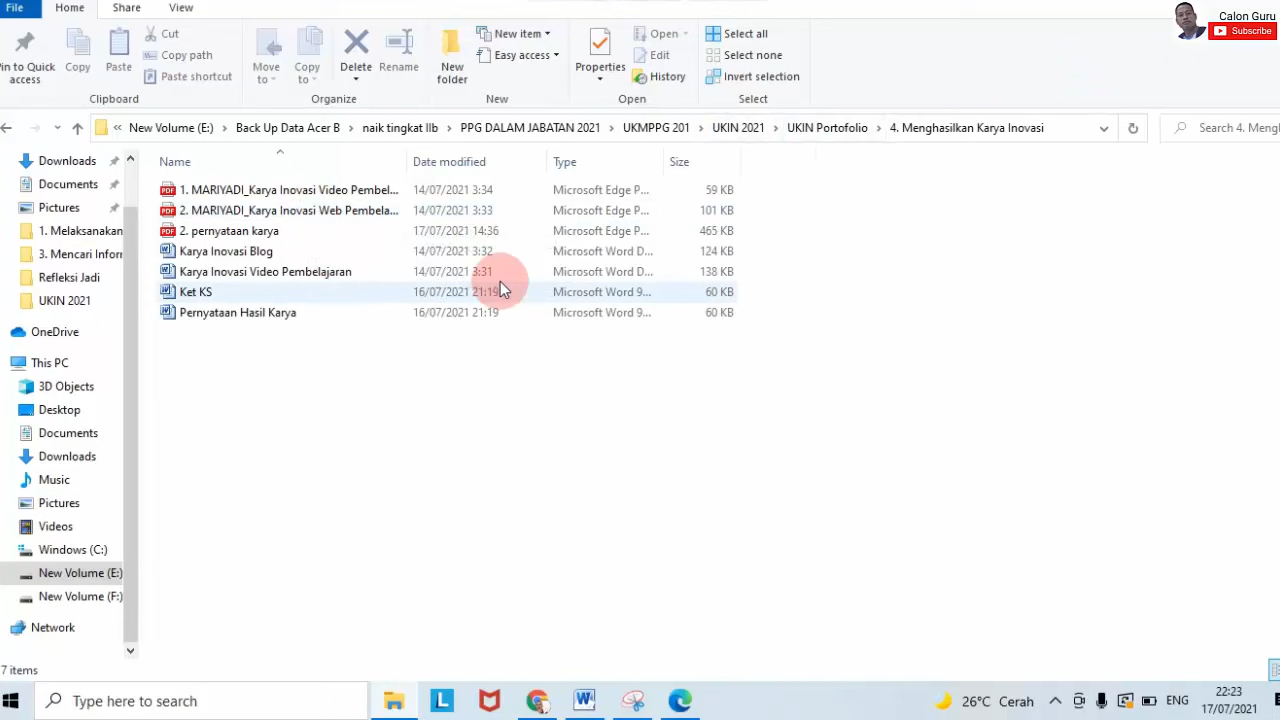 File Home Share View
Calon Guru
Subscribe
Pin to Quick access
Copy
Paste
Cut
Copy path
Paste shortcut
Move to
Copy to
Delete
Rename
New folder
New item
Easy access
Properties
Open
Edit
History
Select all
Select none
Invert selection
Clipboard Organize New Open Select
« New Volume (E:) › Back Up Data Acer B › naik tingkat IIb › PPG DALAM JABATAN 2021 › UKMPPG 201 › UKIN 2021 › UKIN Portofolio › 4. Menghasilkan Karya Inovasi
Search 4. Mengl
Name Date modified Type Size
1. MARIYADI_Karya Inovasi Video Pembel... 14/07/2021 3:34 Microsoft Edge P... 59 KB
2. MARIYADI_Karya Inovasi Web Pembela... 14/07/2021 3:33 Microsoft Edge P... 101 KB
2. pernyataan karya 17/07/2021 14:36 Microsoft Edge P... 465 KB
Karya Inovasi Blog 14/07/2021 3:32 Microsoft Word D... 124 KB
Karya Inovasi Video Pembelajaran 14/07/2021 3:31 Microsoft Word D... 138 KB
Ket KS 16/07/2021 21:19 Microsoft Word 9... 60 KB
Pernyataan Hasil Karya 16/07/2021 21:19 Microsoft Word 9... 60 KB
Downloads
Documents
Pictures
1. Melaksanakan
3. Mencari Inforn
Refleksi Jadi
UKIN 2021
OneDrive
This PC
3D Objects
Desktop
Documents
Downloads
Music
Pictures
Videos
Windows (C:)
New Volume (E:)
New Volume (F:)
Network
7 items
Type here to search
26°C Cerah
ENG
22:23
17/07/2021